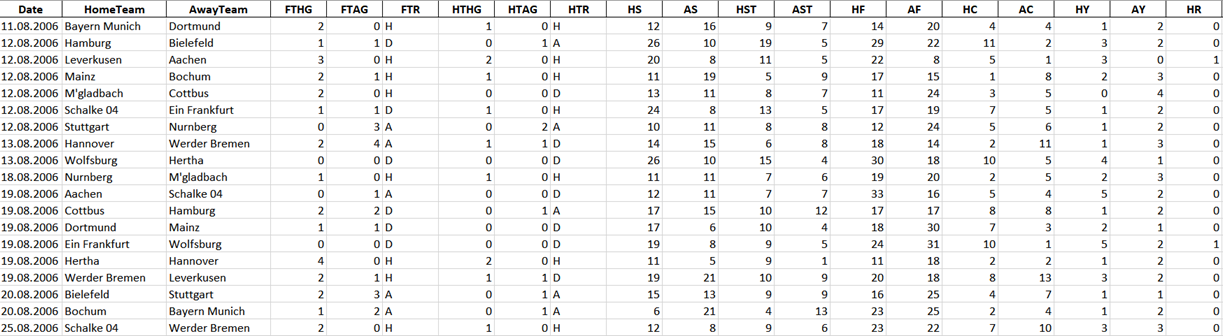 Date HomeTeam AwayTeam FTHG FTAG FTR HTHG HTAG HTR HS AS HST AST HF AF HC AC HY AY HR
11.08.2006 Bayern Munich Dortmund 2 0 H 1 0 H 12 16 9 7 14 20 4 4 1 2 0
12.08.2006 Hamburg Bielefeld 1 1 D 0 1 A 26 10 19 5 29 22 11 2 3 2 0
12.08.2006 Leverkusen Aachen 3 0 H 2 0 H 20 8 11 5 22 8 5 1 3 0 1
12.08.2006 Mainz Bochum 2 1 H 1 0 H 11 19 5 9 17 15 1 8 2 3 0
12.08.2006 M'gladbach Cottbus 2 0 H 0 0 D 13 11 8 7 11 24 3 5 0 4 0
12.08.2006 Schalke 04 Ein Frankfurt 1 1 D 1 0 H 24 8 13 5 17 19 7 5 1 2 0
12.08.2006 Stuttgart Nurnberg 0 3 A 0 2 A 10 11 8 8 12 24 5 6 1 2 0
13.08.2006 Hannover Werder Bremen 2 4 A 1 1 D 14 15 6 8 18 14 2 11 1 3 0
13.08.2006 Wolfsburg Hertha 0 0 D 0 0 D 26 10 15 4 30 18 10 5 4 1 0
18.08.2006 Nurnberg M'gladbach 1 0 H 1 0 H 11 11 7 6 19 20 2 5 2 3 0
19.08.2006 Aachen Schalke 04 0 1 A 0 0 D 12 11 7 7 33 16 5 4 5 2 0
19.08.2006 Cottbus Hamburg 2 2 D 0 1 A 17 15 10 12 17 17 8 8 1 2 0
19.08.2006 Dortmund Mainz 1 1 D 0 0 D 17 6 10 4 18 30 7 3 2 1 0
19.08.2006 Ein Frankfurt Wolfsburg 0 0 D 0 0 D 19 8 9 5 24 31 10 1 5 2 1
19.08.2006 Hertha Hannover 4 0 H 2 0 H 11 5 9 1 11 18 2 2 1 2 0
19.08.2006 Werder Bremen Leverkusen 2 1 H 1 1 D 19 21 10 9 20 18 8 13 3 2 0
20.08.2006 Bielefeld Stuttgart 2 3 A 0 1 A 15 13 9 9 16 25 4 7 1 1 0
20.08.2006 Bochum Bayern Munich 1 2 A 0 1 A 6 21 4 13 23 25 2 4 1 2 0
25.08.2006 Schalke 04 Werder Bremen 2 0 H 1 0 H 12 8 9 6 23 22 7 10 3 3 0